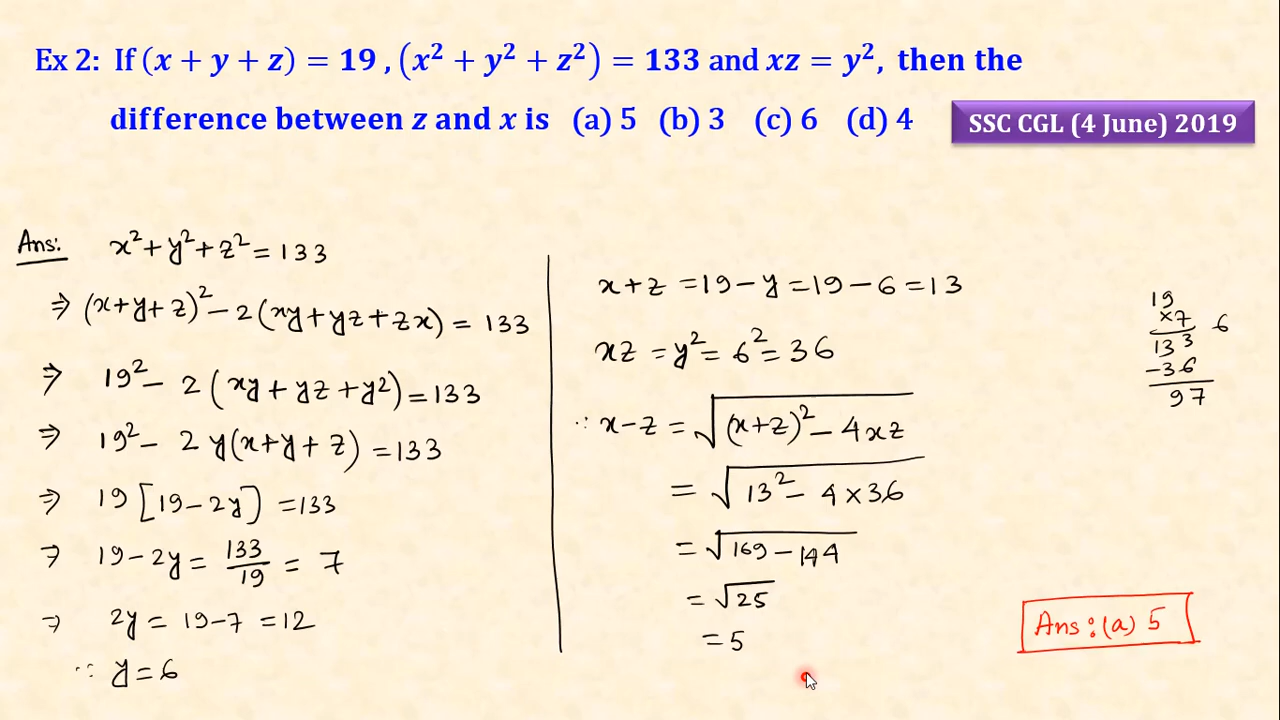 Ex 2: If (x + y + z) = 19 , (x² + y² + z²) = 133 and xz = y², then the
difference between z and x is (a) 5 (b) 3 (c) 6 (d) 4
SSC CGL (4 June) 2019
Ans: x² + y² + z² = 133
⇒ (x+y+z)² − 2(xy+yz+zx) = 133
⇒ 19² − 2(xy+yz+y²) = 133
⇒ 19² − 2y(x+y+z) = 133
⇒ 19[19−2y] = 133
⇒ 19−2y = 133/19 = 7
⇒ 2y = 19−7 = 12
∵ y = 6
x+z = 19−y = 19−6 = 13
xz = y² = 6² = 36
∵ x−z = √((x+z)² − 4xz)
= √(13² − 4×36)
= √(169 − 144)
= √25
= 5
19
×7 6
133
−36
97
Ans: (a) 5